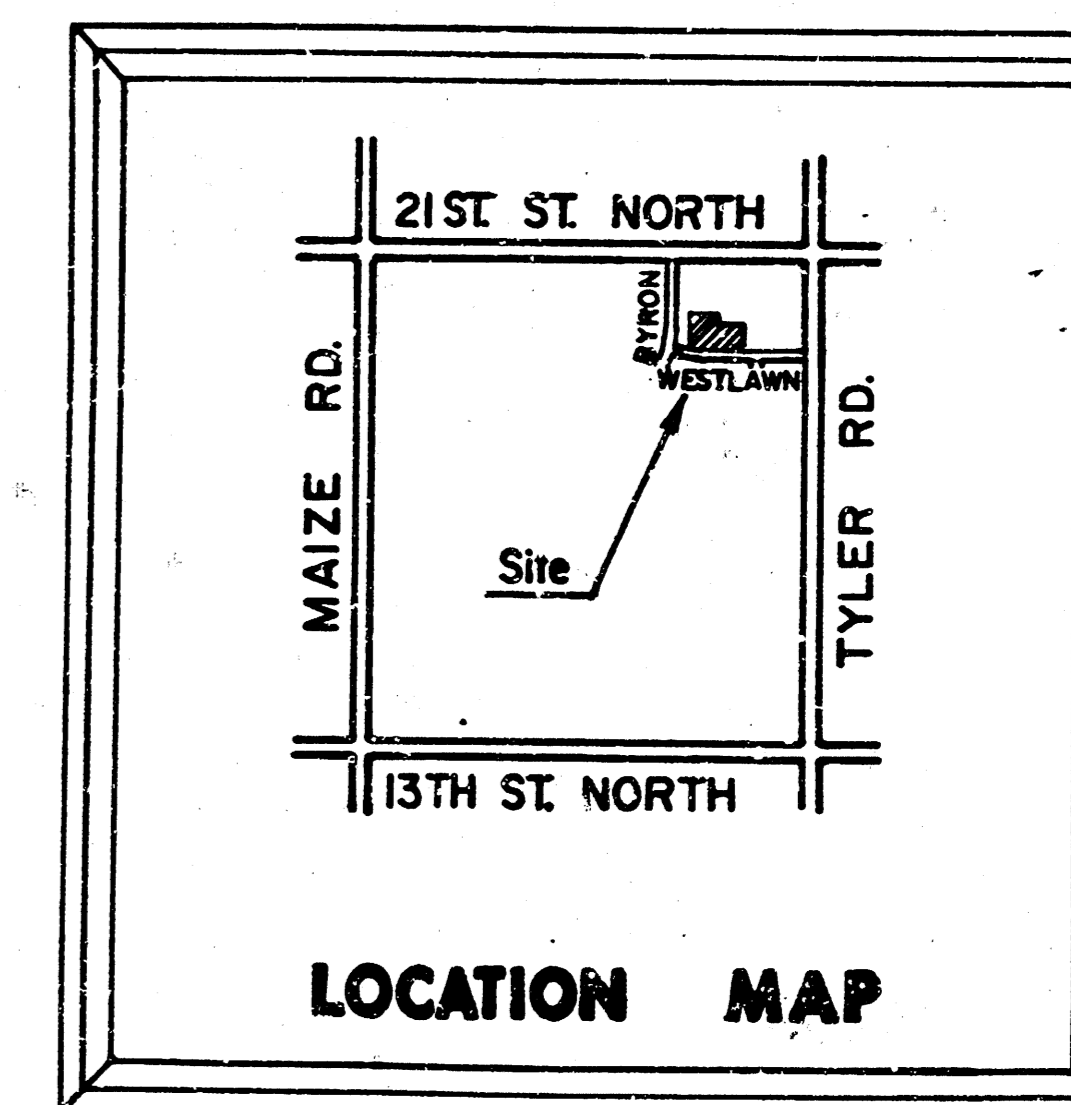 21ST. ST. NORTH
BYRON
WESTLAWN
MAIZE RD.
TYLER RD.
Site
13TH ST. NORTH
LOCATION MAP